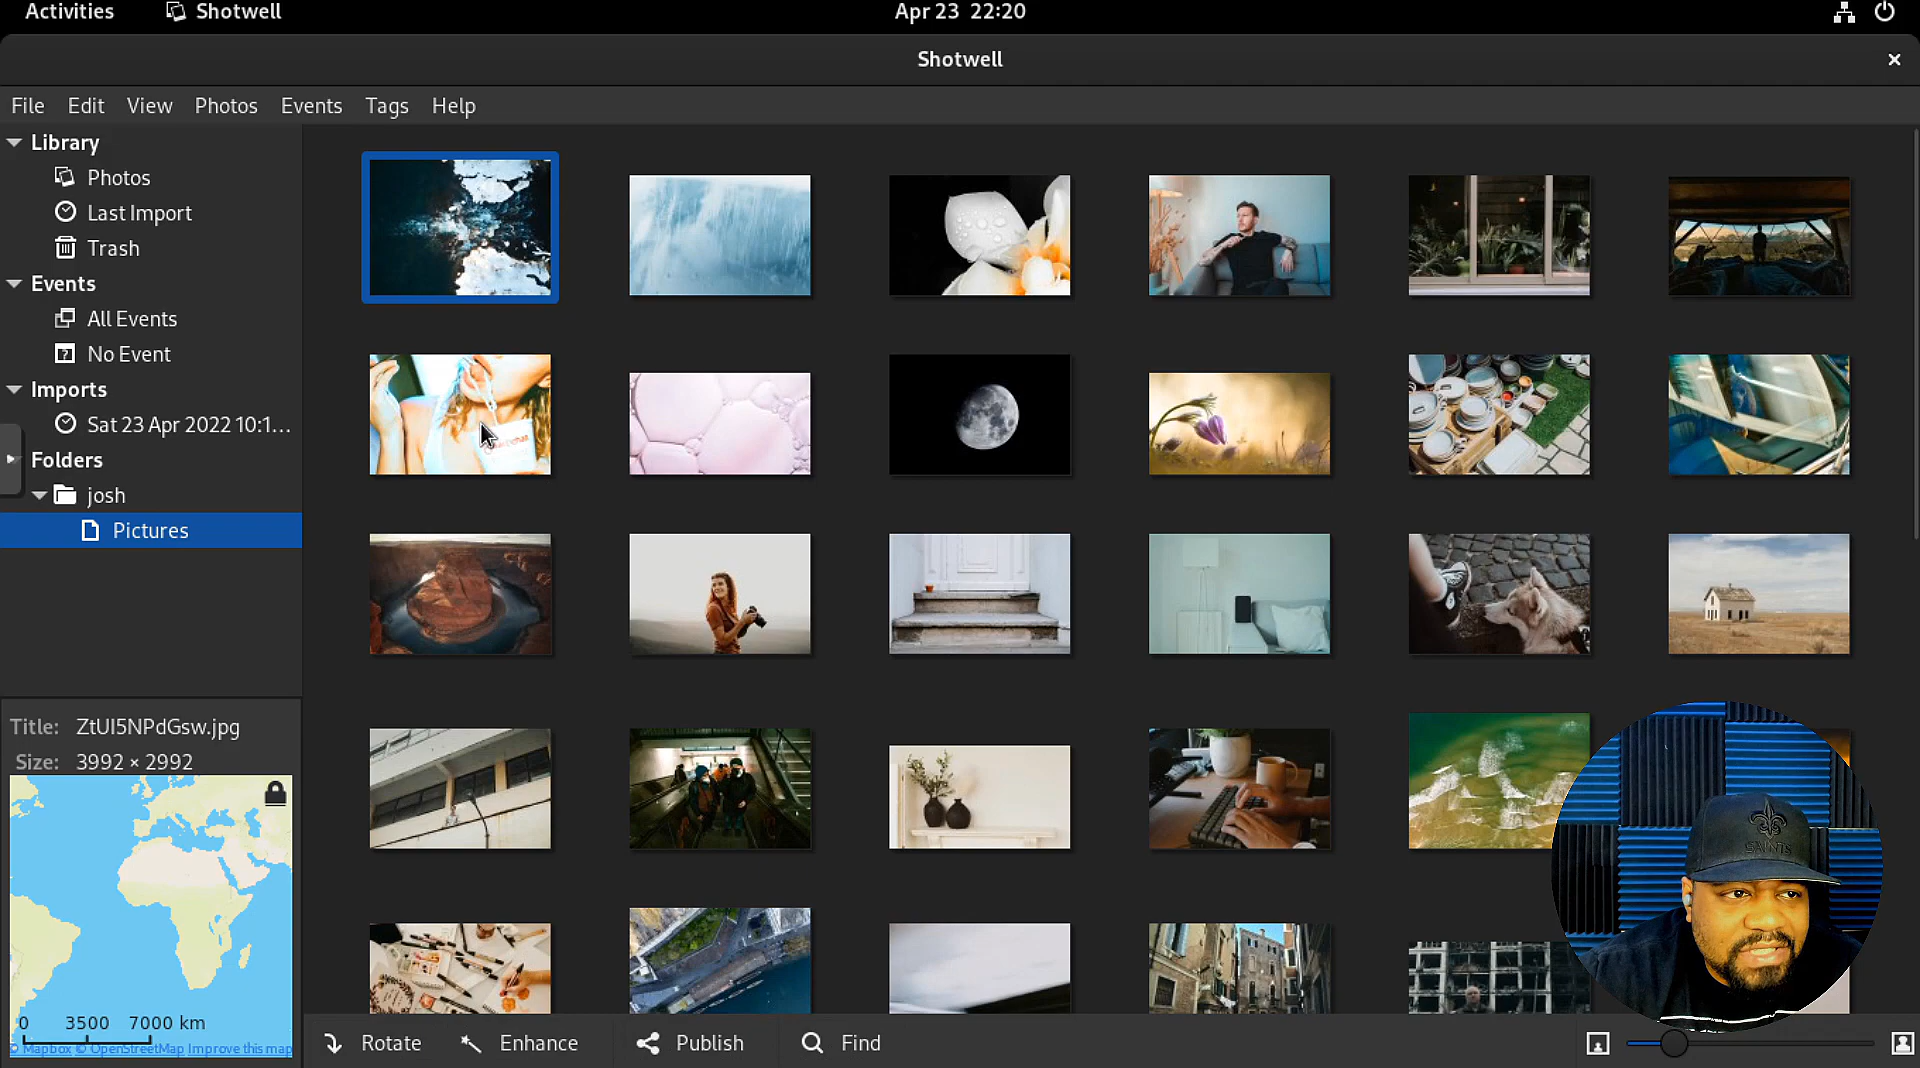 Activities
Shotwell
Apr 23 22:20
Shotwell
File Edit View Photos Events Tags Help
Library
Photos
Last Import
Trash
Events
All Events
No Event
Imports
Sat 23 Apr 2022 10:1...
Folders
josh
Pictures
Title: ZtUI5NPdGsw.jpg
Size: 3992 × 2992
0 3500 7000 km
© Mapbox © OpenStreetMap Improve this map
Rotate Enhance Publish Find
SAINTS